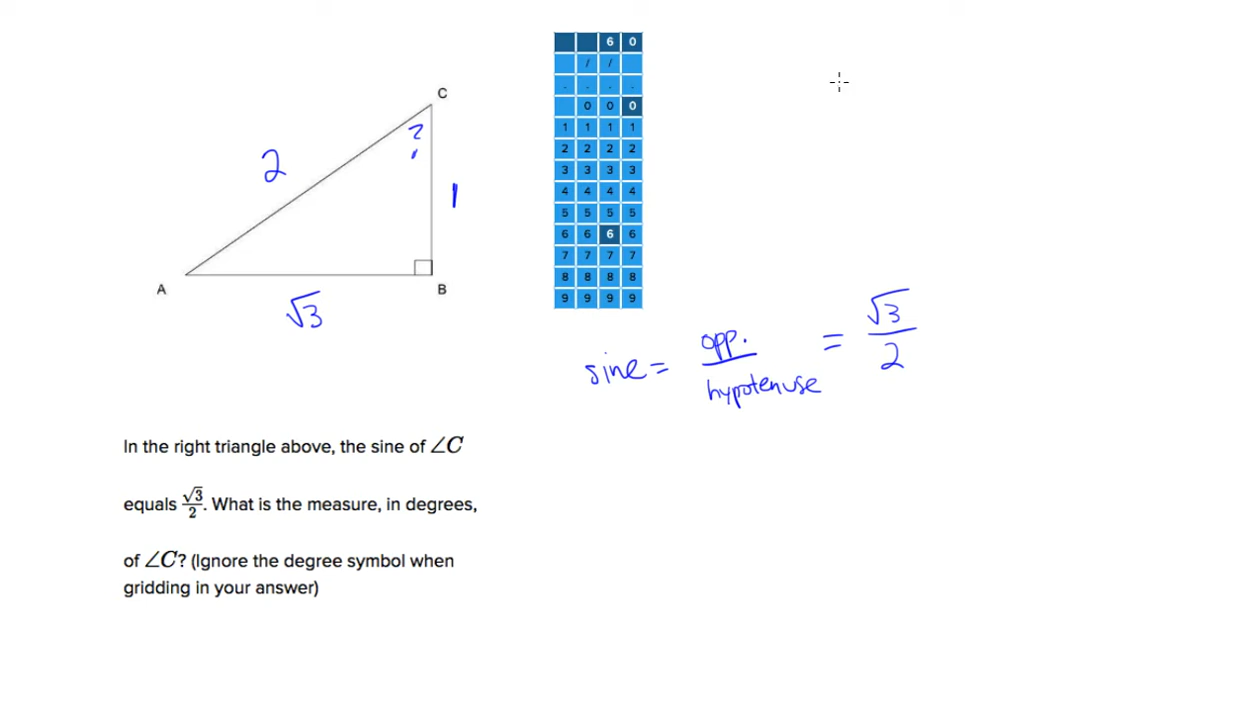 C
?
2
1
A
B
√3
6 0
/ /
. . . .
0 0 0
1 1 1 1
2 2 2 2
3 3 3 3
4 4 4 4
5 5 5 5
6 6 6 6
7 7 7 7
8 8 8 8
9 9 9 9
sine = opp. / hypotenuse = √3 / 2
In the right triangle above, the sine of ∠C
equals √3/2. What is the measure, in degrees,
of ∠C? (Ignore the degree symbol when
gridding in your answer)